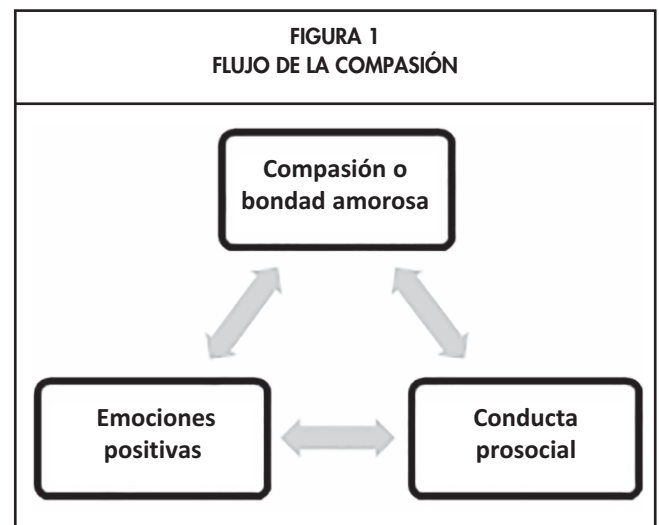 FIGURA 1
FLUJO DE LA COMPASIÓN
Compasión o
bondad amorosa
Emociones
positivas
Conducta
prosocial